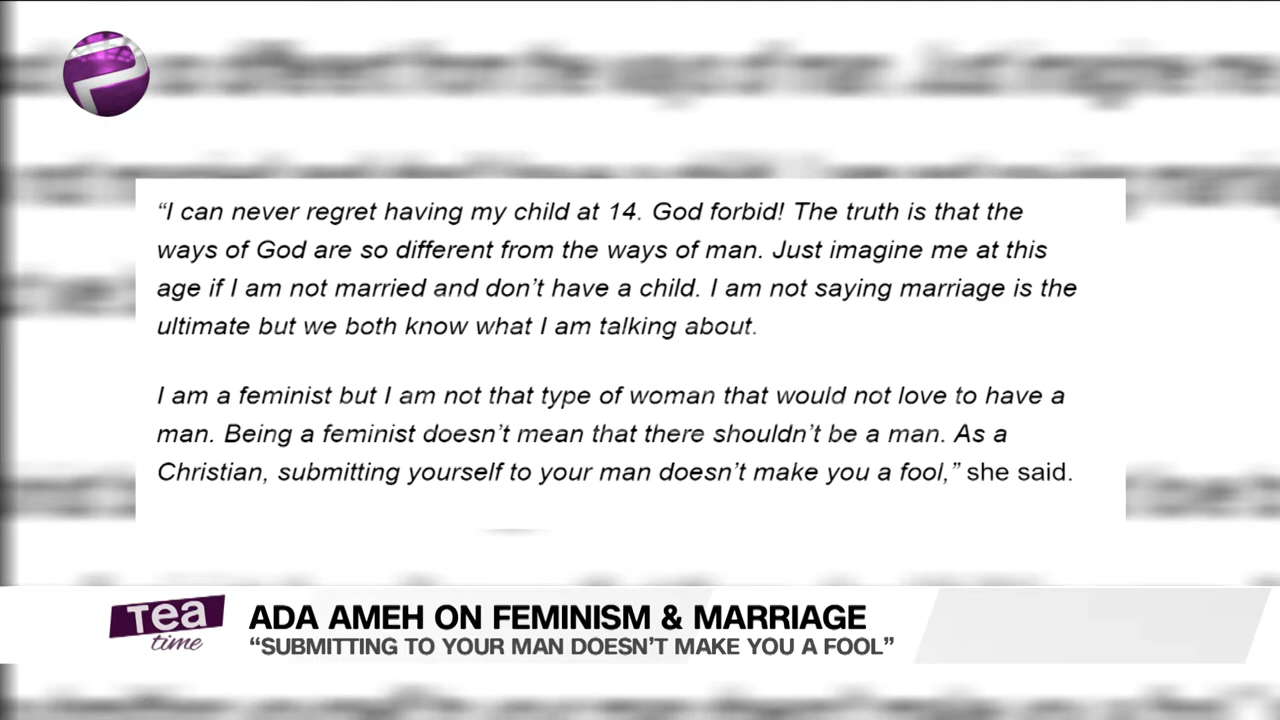 “I can never regret having my child at 14. God forbid! The truth is that the
ways of God are so different from the ways of man. Just imagine me at this
age if I am not married and don’t have a child. I am not saying marriage is the
ultimate but we both know what I am talking about.
I am a feminist but I am not that type of woman that would not love to have a
man. Being a feminist doesn’t mean that there shouldn’t be a man. As a
Christian, submitting yourself to your man doesn’t make you a fool,” she said.
Tea
time
ADA AMEH ON FEMINISM & MARRIAGE
“SUBMITTING TO YOUR MAN DOESN’T MAKE YOU A FOOL”